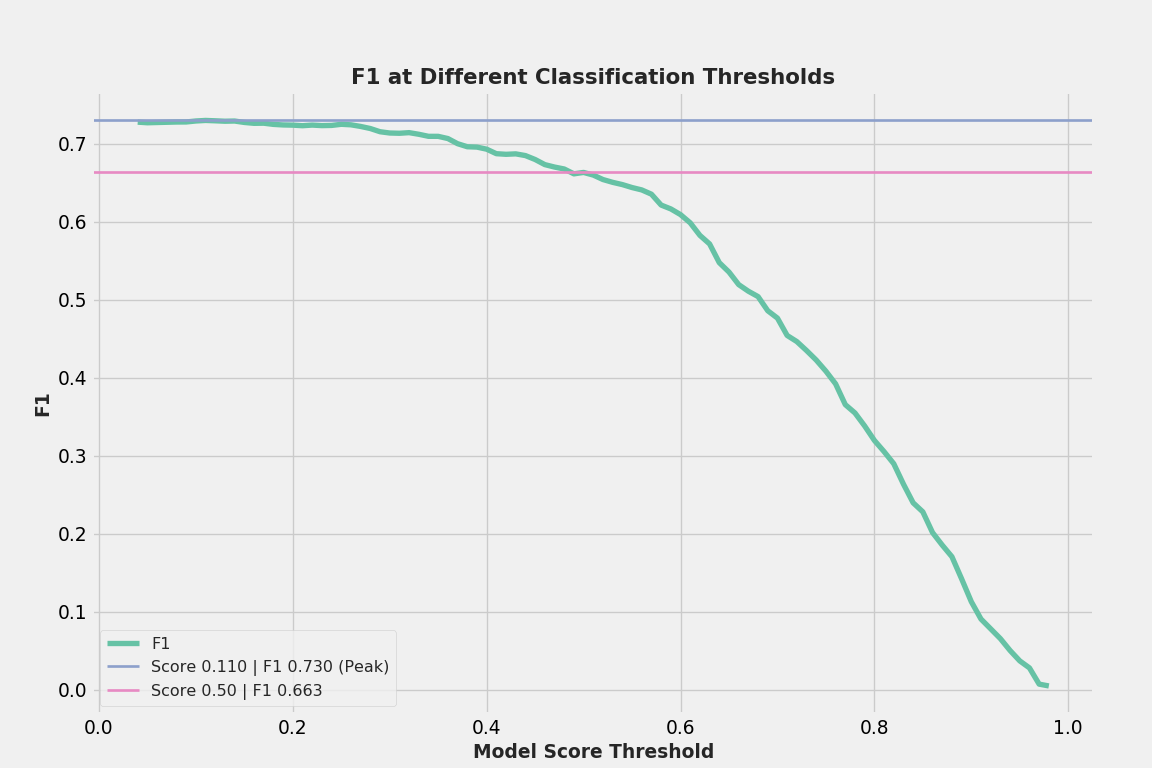 F1 at Different Classification Thresholds
F1
0.7
0.6
0.5
0.4
0.3
0.2
0.1
0.0
F1
Score 0.110 | F1 0.730 (Peak)
Score 0.50 | F1 0.663
0.0 0.2 0.4 0.6 0.8 1.0
Model Score Threshold